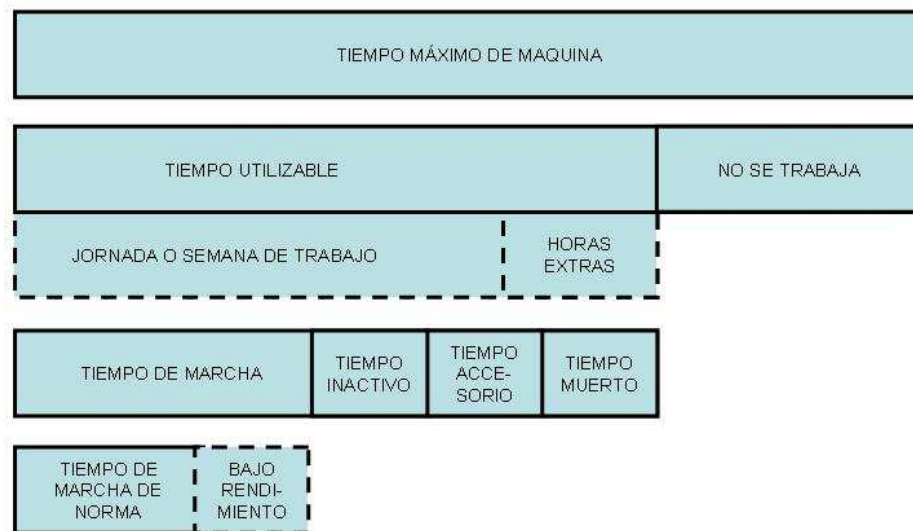 TIEMPO MÁXIMO DE MAQUINA
TIEMPO UTILIZABLE
NO SE TRABAJA
JORNADA O SEMANA DE TRABAJO
HORAS
EXTRAS
TIEMPO DE MARCHA
TIEMPO
INACTIVO
TIEMPO
ACCE-
SORIO
TIEMPO
MUERTO
TIEMPO DE
MARCHA DE
NORMA
BAJO
RENDI-
MIENTO